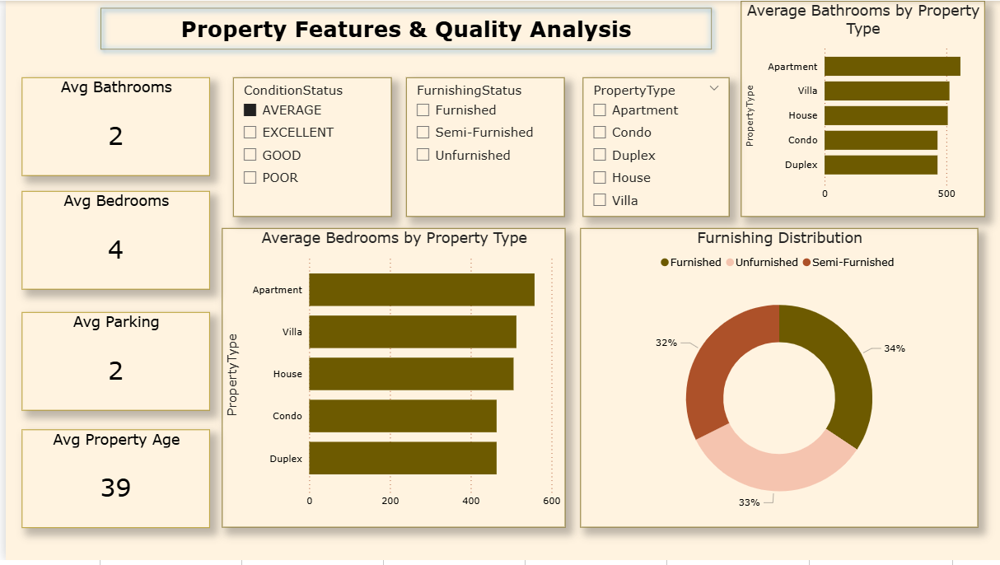 Property Features & Quality Analysis
Avg Bathrooms
2
Avg Bedrooms
4
Avg Parking
2
Avg Property Age
39
ConditionStatus
AVERAGE
EXCELLENT
GOOD
POOR
FurnishingStatus
Furnished
Semi-Furnished
Unfurnished
PropertyType
Apartment
Condo
Duplex
House
Villa
Average Bathrooms by Property
Type
PropertyType
Apartment
Villa
House
Condo
Duplex
0 500
Average Bedrooms by Property Type
PropertyType
Apartment
Villa
House
Condo
Duplex
0 200 400 600
Furnishing Distribution
Furnished Unfurnished Semi-Furnished
32%
34%
33%